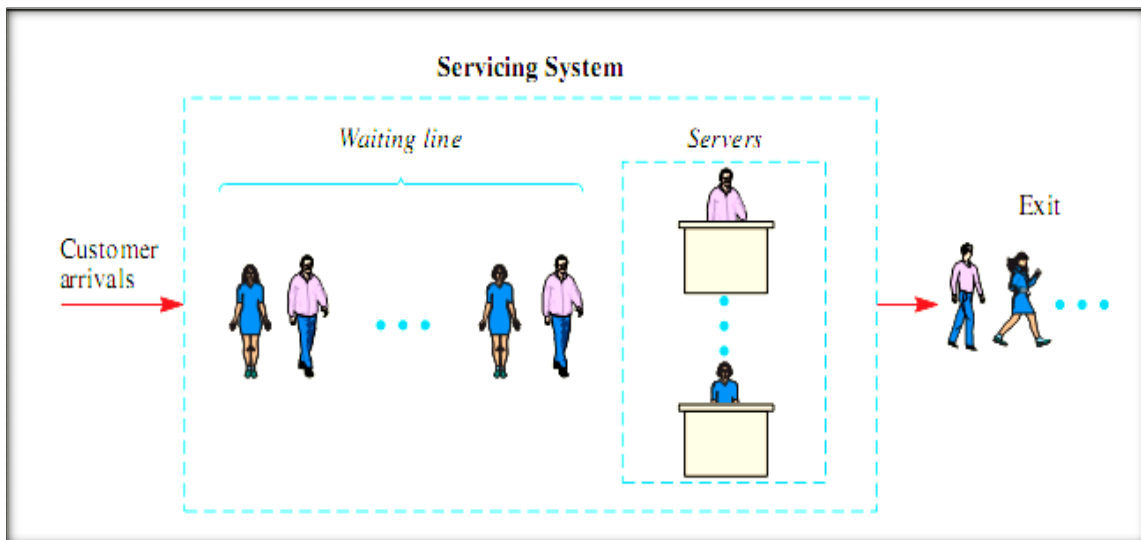 Servicing System
Waiting line
Servers
Customer
arrivals
Exit